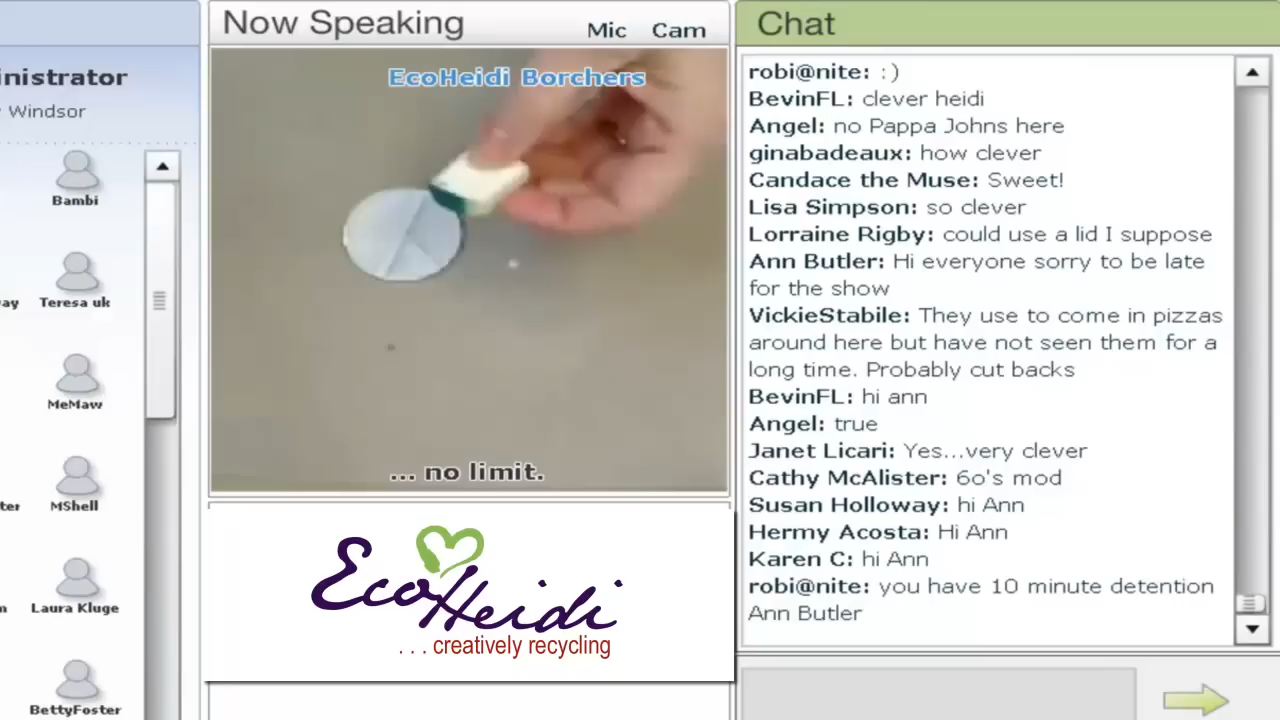 inistrator
Windsor
Bambi
ay
Teresa uk
MeMaw
ter
MShell
m
Laura Kluge
BettyFoster
Now Speaking
Mic Cam
EcoHeidi Borchers
... no limit.
EcoHeidi
. . . creatively recycling
Chat
robi@nite: :)
BevinFL: clever heidi
Angel: no Pappa Johns here
ginabadeaux: how clever
Candace the Muse: Sweet!
Lisa Simpson: so clever
Lorraine Rigby: could use a lid I suppose
Ann Butler: Hi everyone sorry to be late
for the show
VickieStabile: They use to come in pizzas
around here but have not seen them for a
long time. Probably cut backs
BevinFL: hi ann
Angel: true
Janet Licari: Yes...very clever
Cathy McAlister: 6o's mod
Susan Holloway: hi Ann
Hermy Acosta: Hi Ann
Karen C: hi Ann
robi@nite: you have 10 minute detention
Ann Butler